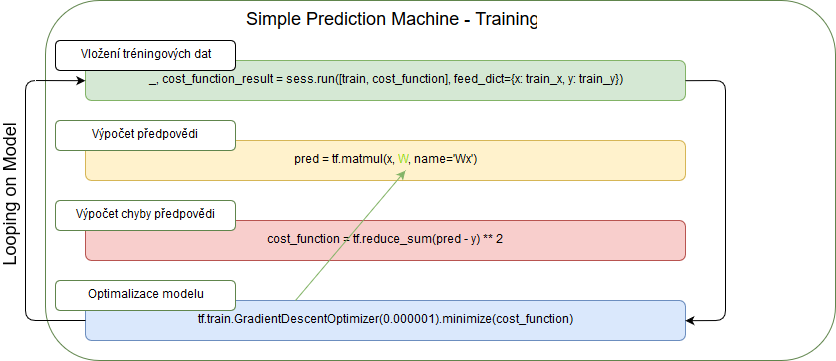 Simple Prediction Machine - Training
Vložení tréningových dat
_, cost_function_result = sess.run([train, cost_function], feed_dict={x: train_x, y: train_y})
Výpočet předpovědi
pred = tf.matmul(x, W, name='Wx')
Výpočet chyby předpovědi
cost_function = tf.reduce_sum(pred - y) ** 2
Optimalizace modelu
tf.train.GradientDescentOptimizer(0.000001).minimize(cost_function)
Looping on Model